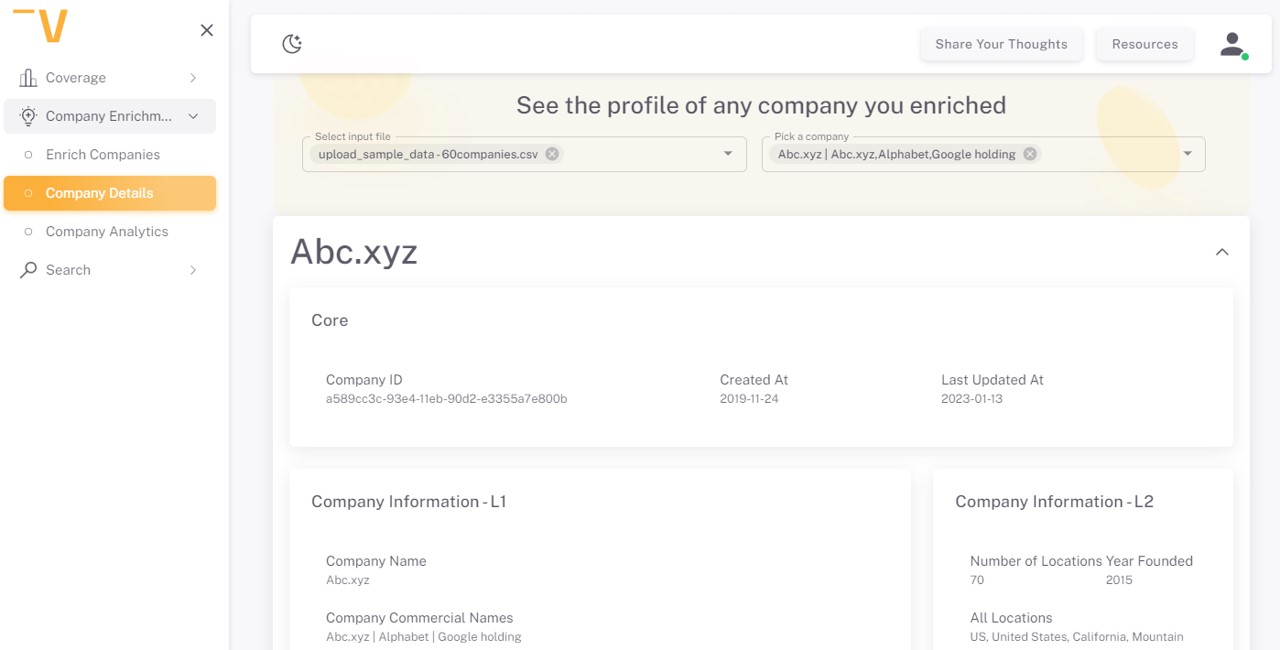 Share Your Thoughts
Resources
Coverage
Company Enrichm...
Enrich Companies
Company Details
Company Analytics
Search
See the profile of any company you enriched
Select input file
upload_sample_data - 60companies.csv
Pick a company
Abc.xyz | Abc.xyz,Alphabet,Google holding
Abc.xyz
Core
Company ID
a589cc3c-93e4-11eb-90d2-e3355a7e800b
Created At
2019-11-24
Last Updated At
2023-01-13
Company Information - L1
Company Name
Abc.xyz
Company Commercial Names
Abc.xyz | Alphabet | Google holding
Company Information - L2
Number of Locations
70
Year Founded
2015
All Locations
US, United States, California, Mountain